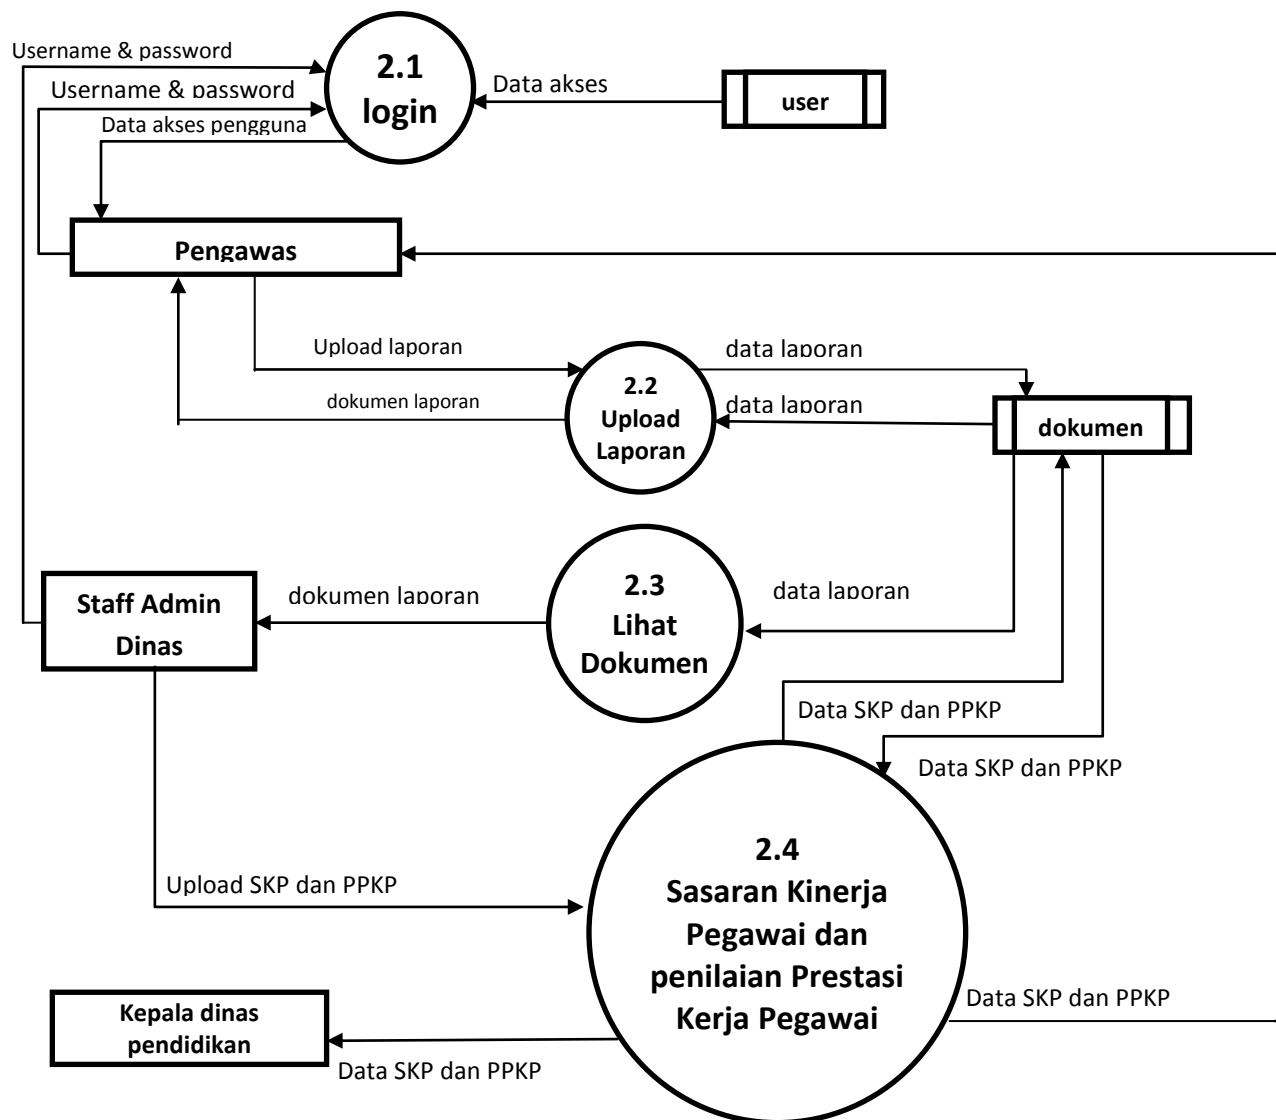 Username & password
2.1
login
Username & password
Data akses
user
Data akses pengguna
Pengawas
Upload laporan
data laporan
2.2
Upload
Laporan
dokumen laporan
data laporan
dokumen
2.3
Lihat
Dokumen
Staff Admin
Dinas
dokumen laporan
data laporan
Data SKP dan PPKP
Data SKP dan PPKP
2.4
Sasaran Kinerja
Pegawai dan
penilaian Prestasi
Kerja Pegawai
Upload SKP dan PPKP
Data SKP dan PPKP
Kepala dinas
pendidikan
Data SKP dan PPKP